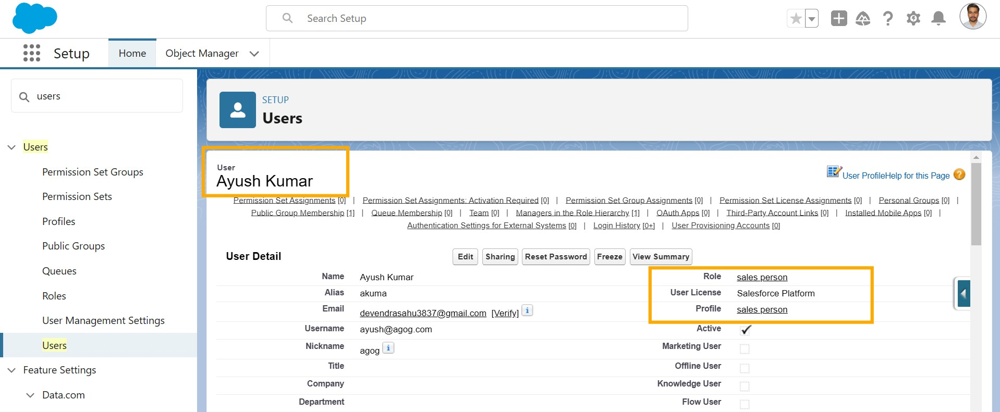 Search Setup
Setup
Home
Object Manager
users
Users
Permission Set Groups
Permission Sets
Profiles
Public Groups
Queues
Roles
User Management Settings
Users
Feature Settings
Data.com
SETUP
Users
User
Ayush Kumar
User Profile Help for this Page
Permission Set Assignments [0] | Permission Set Assignments: Activation Required [0] | Permission Set Group Assignments [0] | Permission Set License Assignments [0] | Personal Groups [0] |
Public Group Membership [1] | Queue Membership [0] | Team [0] | Managers in the Role Hierarchy [1] | OAuth Apps [0] | Third-Party Account Links [0] | Installed Mobile Apps [0] |
Authentication Settings for External Systems [0] | Login History [0+] | User Provisioning Accounts [0]
User Detail
Edit Sharing Reset Password Freeze View Summary
Name Ayush Kumar Role sales person
Alias akuma User License Salesforce Platform
Email devendrasahu3837@gmail.com [Verify] i Profile sales person
Username ayush@agog.com Active
Nickname agog i Marketing User
Title Offline User
Company Knowledge User
Department Flow User